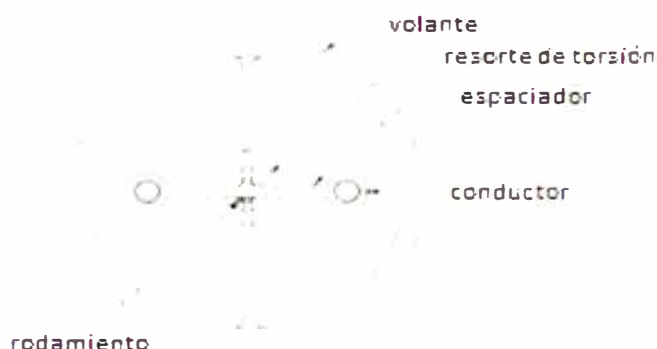 volante
resorte de torsión
espaciador
conductor
rodamiento